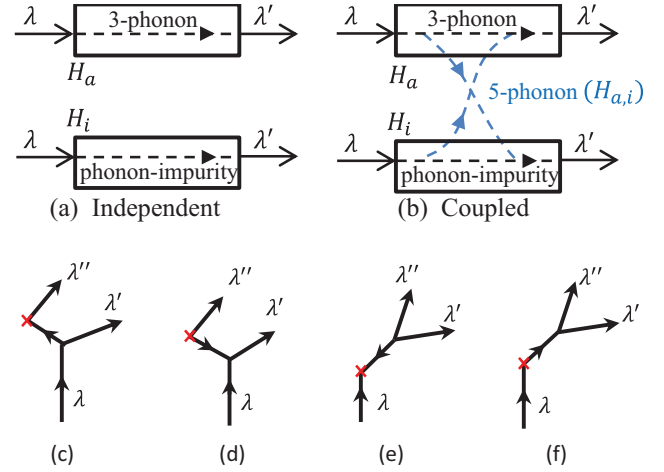 λ 3-phonon λ′
H_a
H_i
λ phonon-impurity λ′
(a) Independent
λ 3-phonon λ′
H_a
5-phonon (H_{a,i})
H_i
λ phonon-impurity λ′
(b) Coupled
λ′′ λ′ λ
(c)
λ′′ λ′ λ
(d)
λ′′ λ′ λ
(e)
λ′′ λ′ λ
(f)